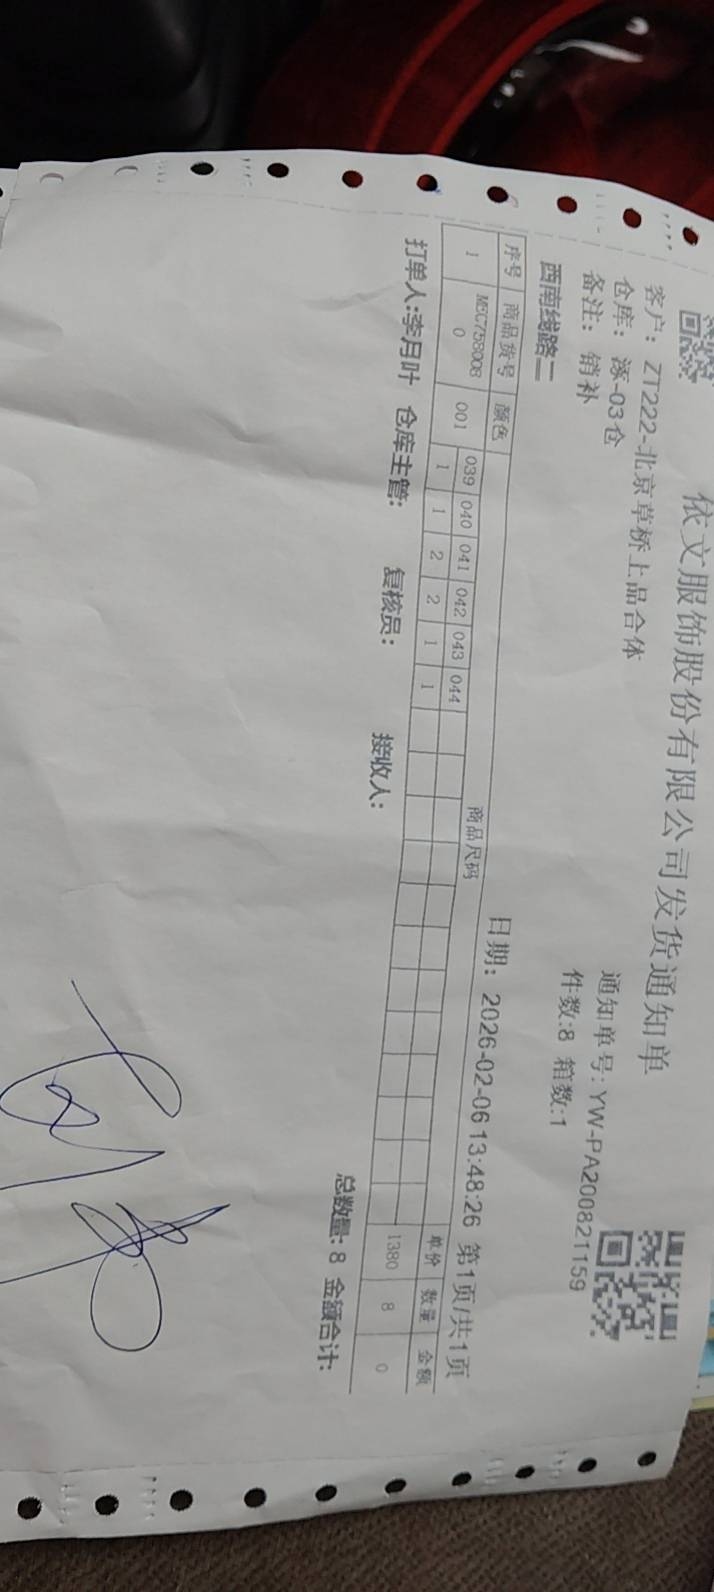 依文服饰股份有限公司发货通知单
客户：ZT222-北京草桥上品合体
通知单号：YW-PA200821159
仓库：涿-03仓
件数:8 箱数:1
备注：销补
西南线路二
日期：2026-02-06 13:48:26 第1页/共1页
序号 商品货号 颜色 商品尺码 单价 数量 金额
039 040 041 042 043 044
1 MEC758008 0 001 1 1 2 2 1 1 1380 8 0
总数量: 8 金额合计:
打单人:李月叶 仓库主管: 复核员: 接收人: